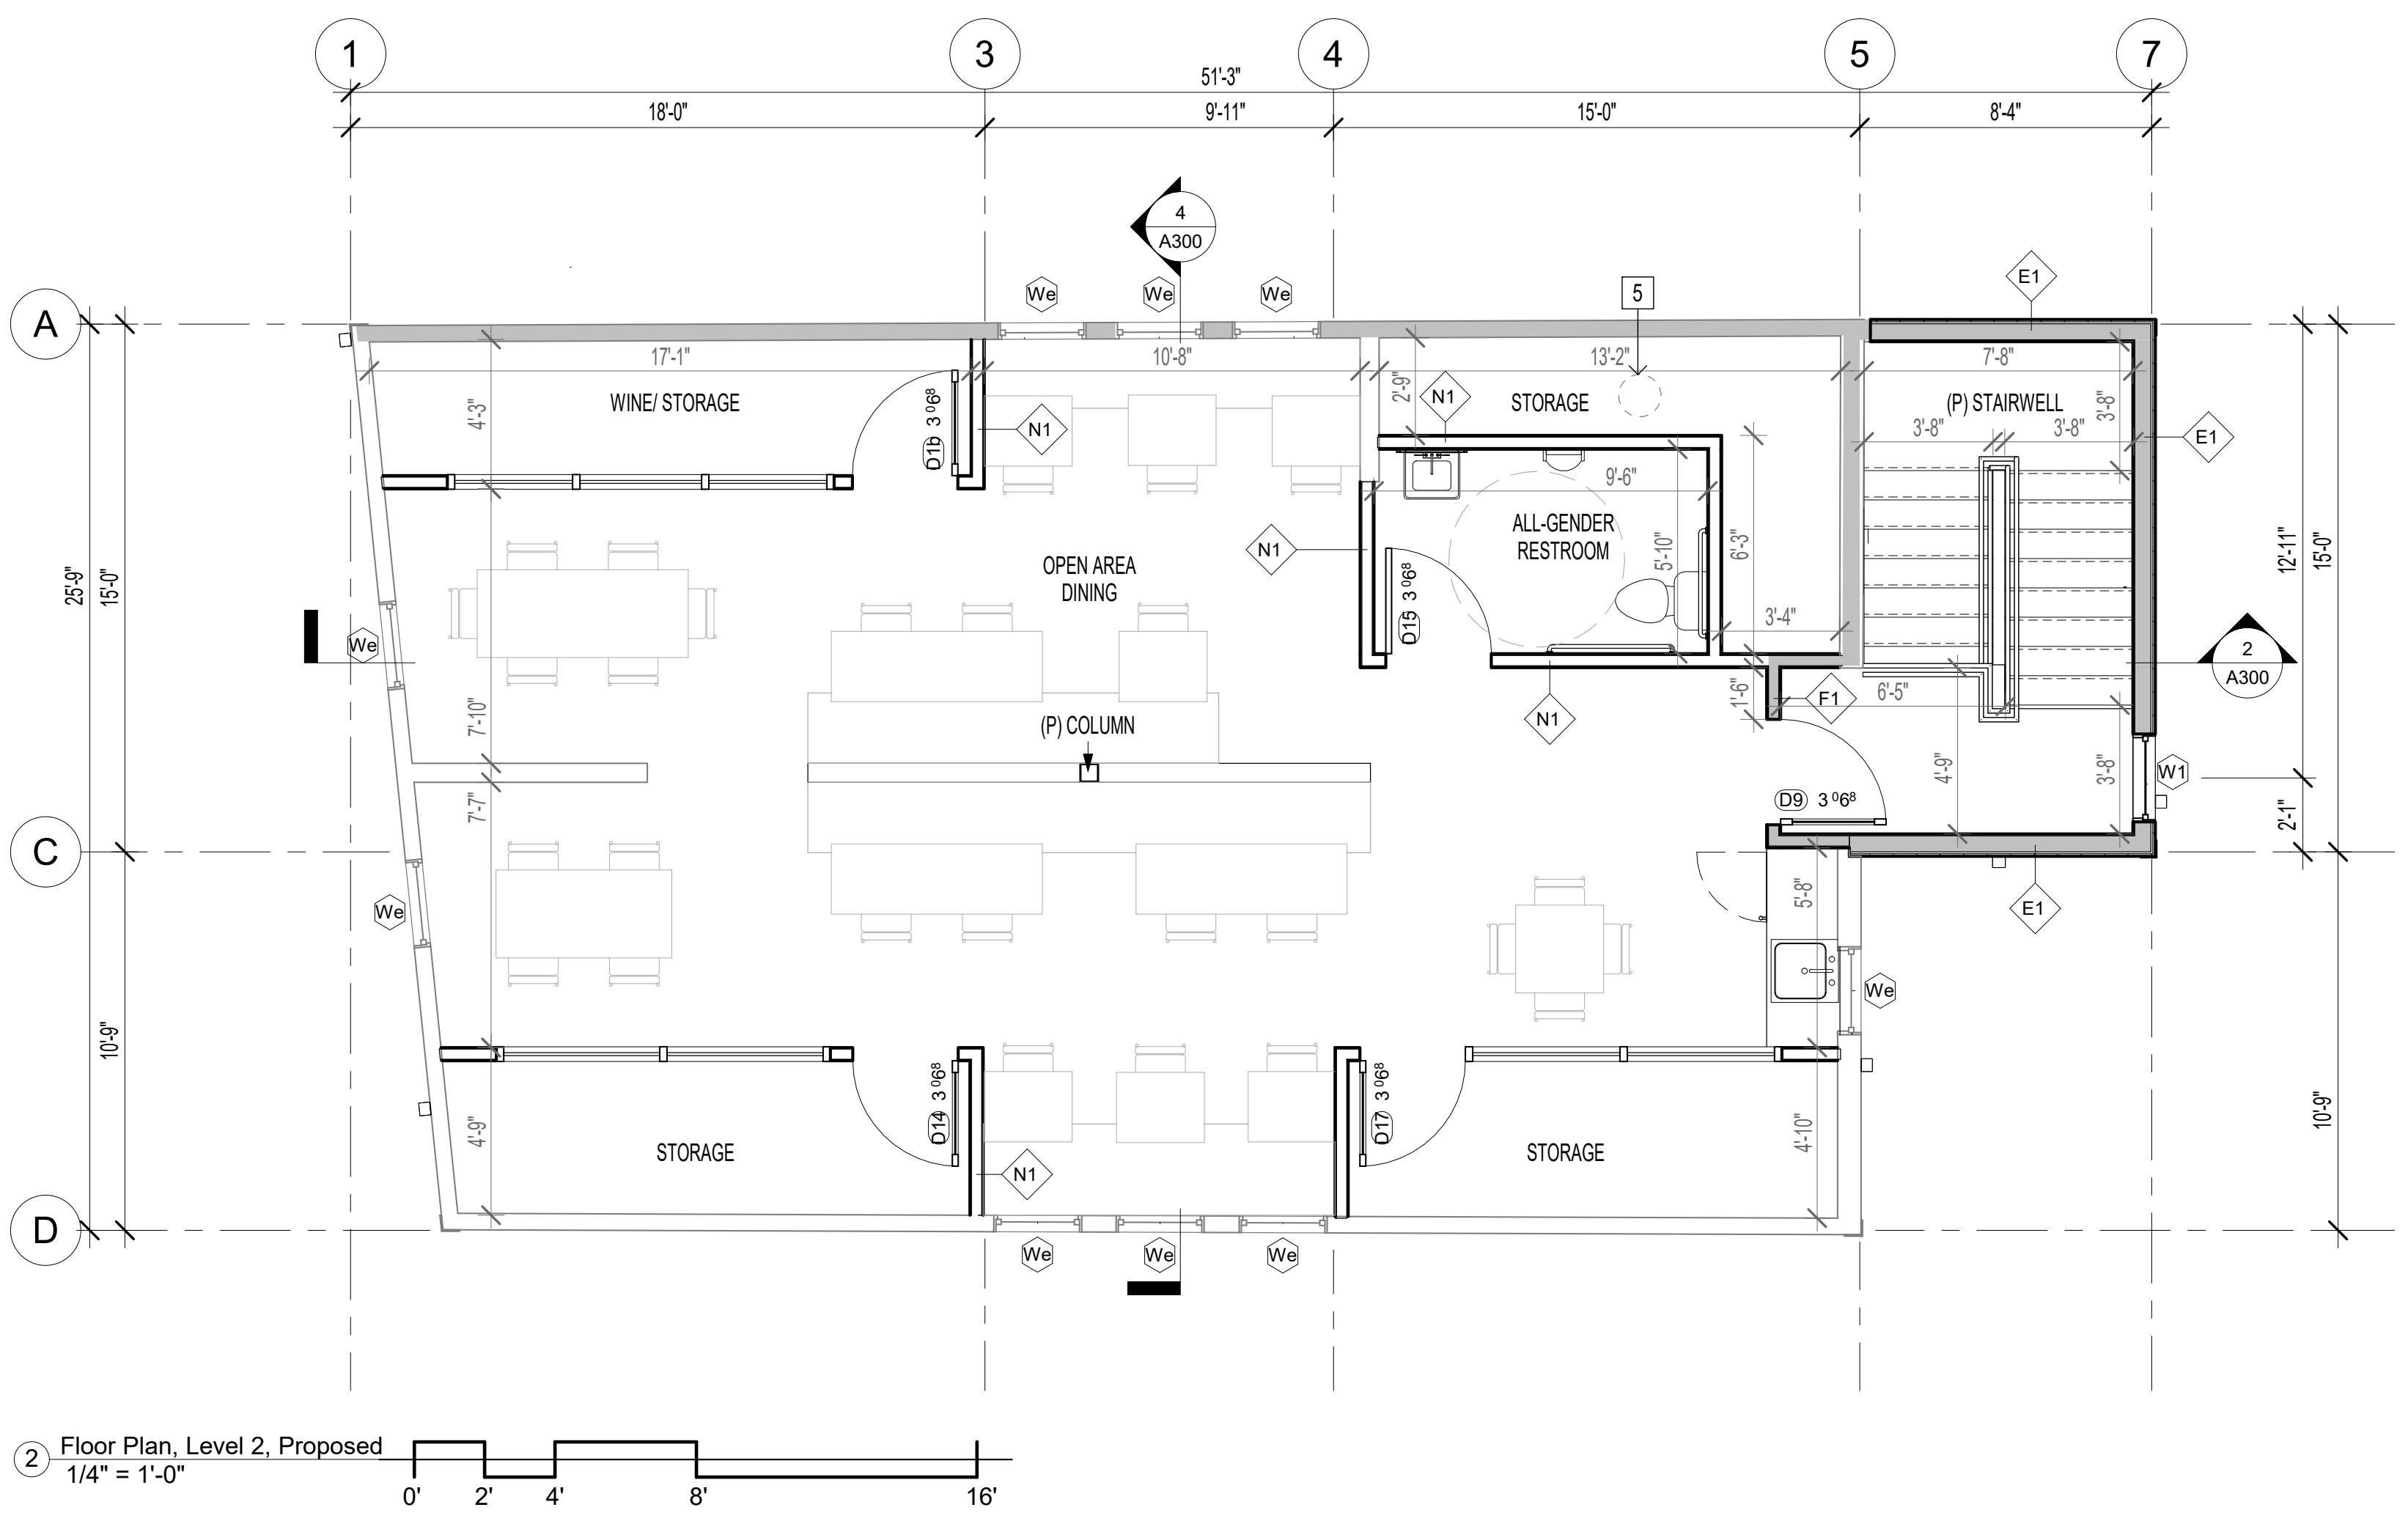 1 3 4 5 7
51'-3"
18'-0" 9'-11" 15'-0" 8'-4"
4
A300
We We We
5
E1
A
17'-1" 10'-8" 13'-2" 7'-8"
WINE/ STORAGE
4'-3"
D1b 3 0 6 8
N1
2'-9"
N1
STORAGE
(P) STAIRWELL
3'-8"
3'-8" 3'-8"
E1
9'-6"
ALL-GENDER
RESTROOM
N1
5'-10"
6'-3"
OPEN AREA
DINING
D15 3 0 6 8
3'-4"
25'-9"
15'-0"
12'-11"
15'-0"
We
2
A300
7'-10"
(P) COLUMN
N1
1'-6"
F1
6'-5"
4'-9"
3'-8"
W1
7'-7"
D9 3 0 6 8
2'-1"
C
We
5'-8"
E1
We
10'-9"
10'-9"
4'-9"
D14 3 0 6 8
D17 3 0 6 8
4'-10"
STORAGE
N1
STORAGE
D
We We We
2
Floor Plan, Level 2, Proposed
1/4" = 1'-0"
0' 2' 4' 8' 16'